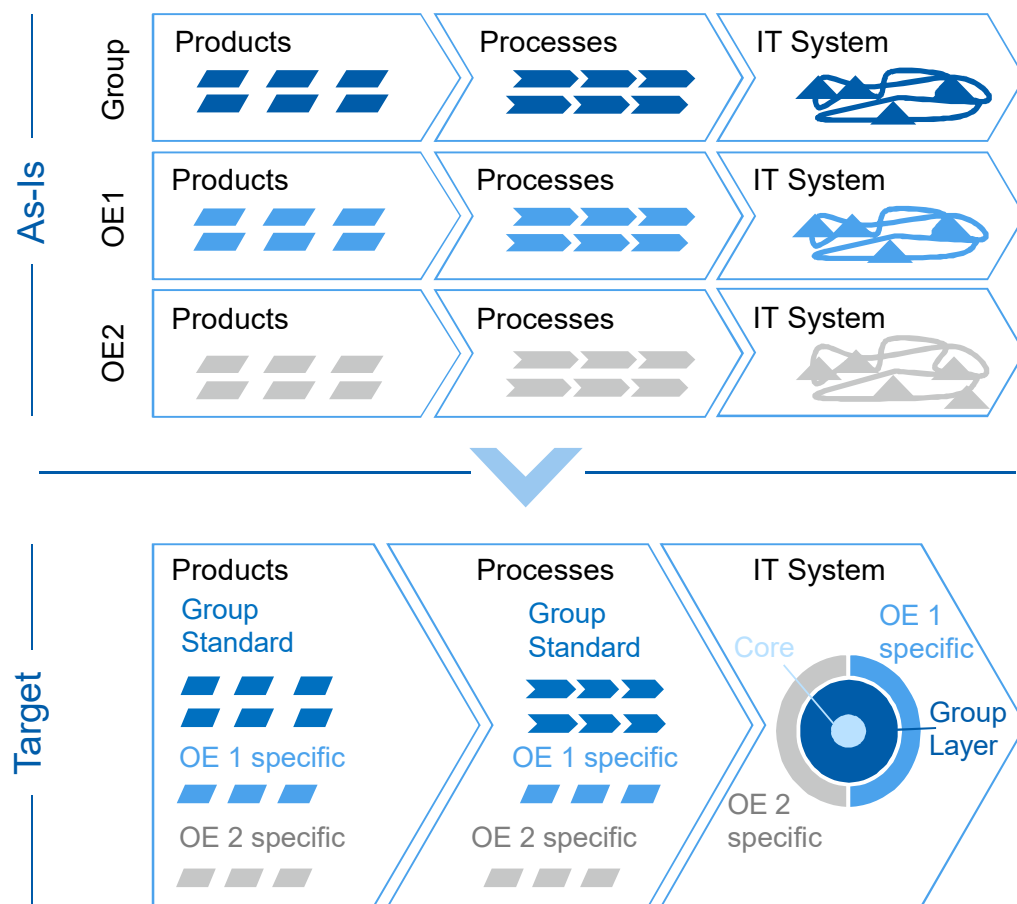 As-Is
Group
Products
Processes
IT System
OE1
Products
Processes
IT System
OE2
Products
Processes
IT System
Target
Products
Group
Standard
OE 1 specific
OE 2 specific
Processes
Group
Standard
OE 1 specific
OE 2 specific
IT System
OE 1
specific
Core
Group
Layer
OE 2
specific